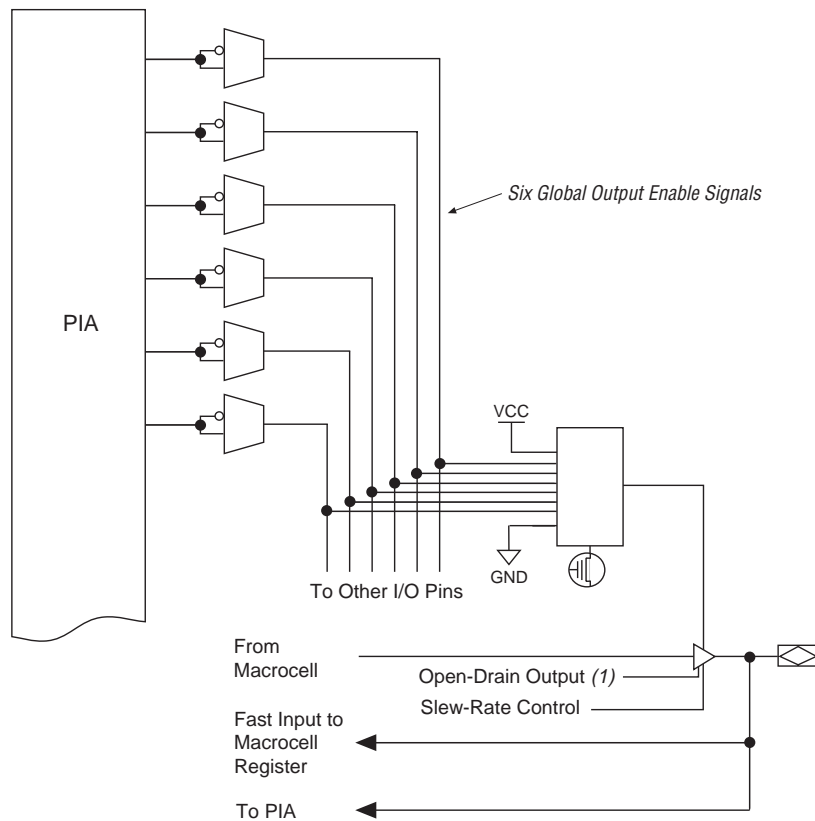 Six Global Output Enable Signals
PIA
VCC
GND
To Other I/O Pins
From
Macrocell
Open-Drain Output (1)
Slew-Rate Control
Fast Input to
Macrocell
Register
To PIA